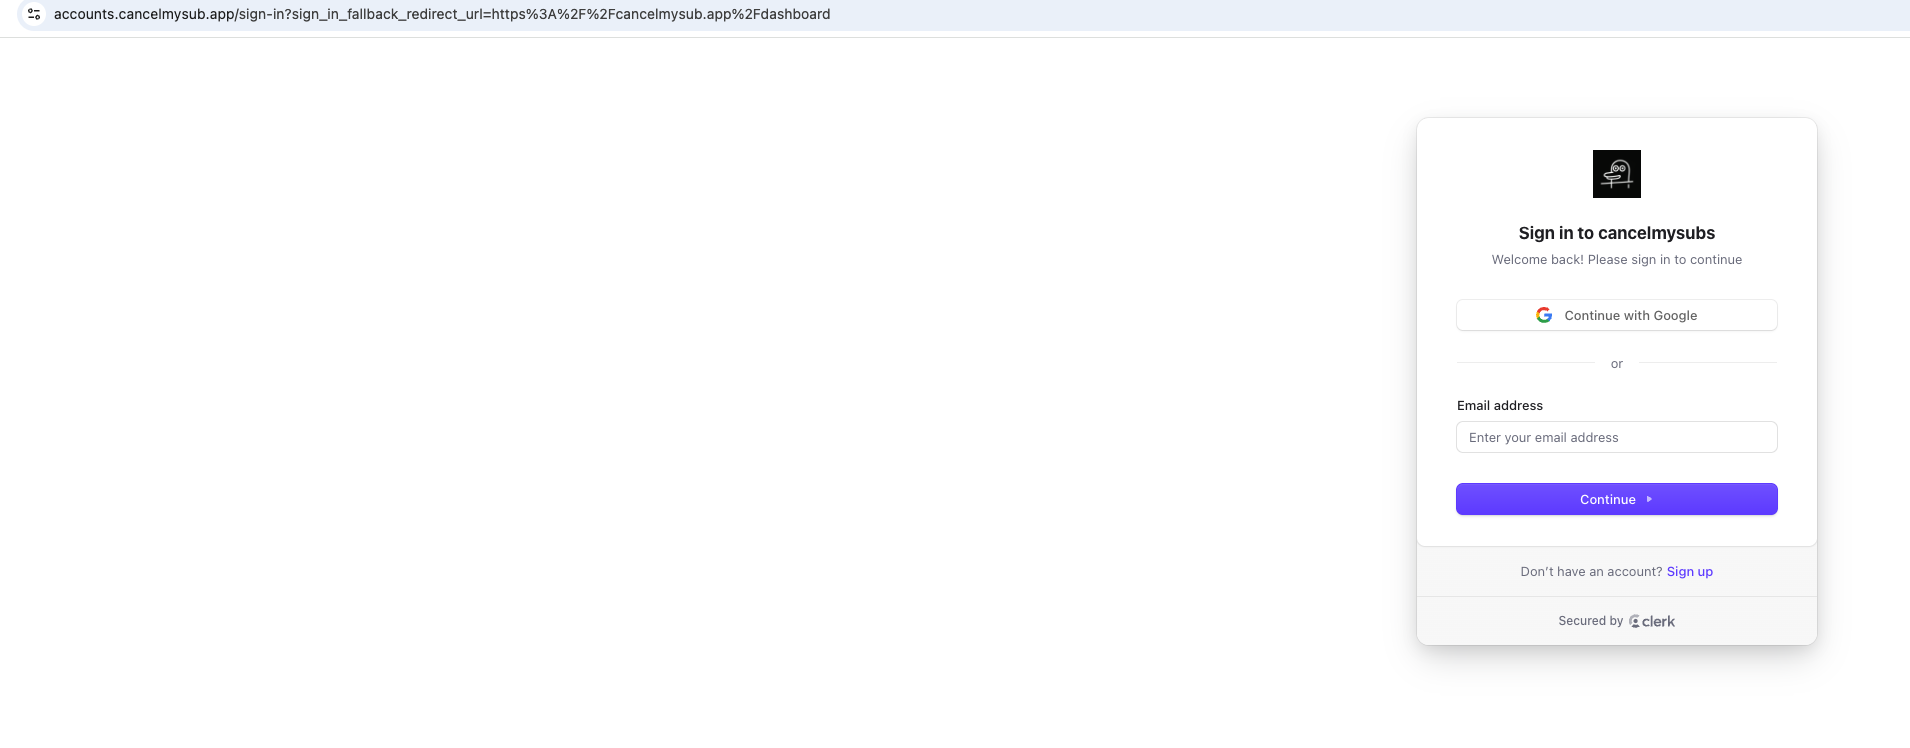 accounts.cancelmysub.app/sign-in?sign_in_fallback_redirect_url=https%3A%2F%2Fcancelmysub.app%2Fdashboard
Sign in to cancelmysubs
Welcome back! Please sign in to continue
Continue with Google
or
Email address
Enter your email address
Continue
Don’t have an account? Sign up
Secured by clerk